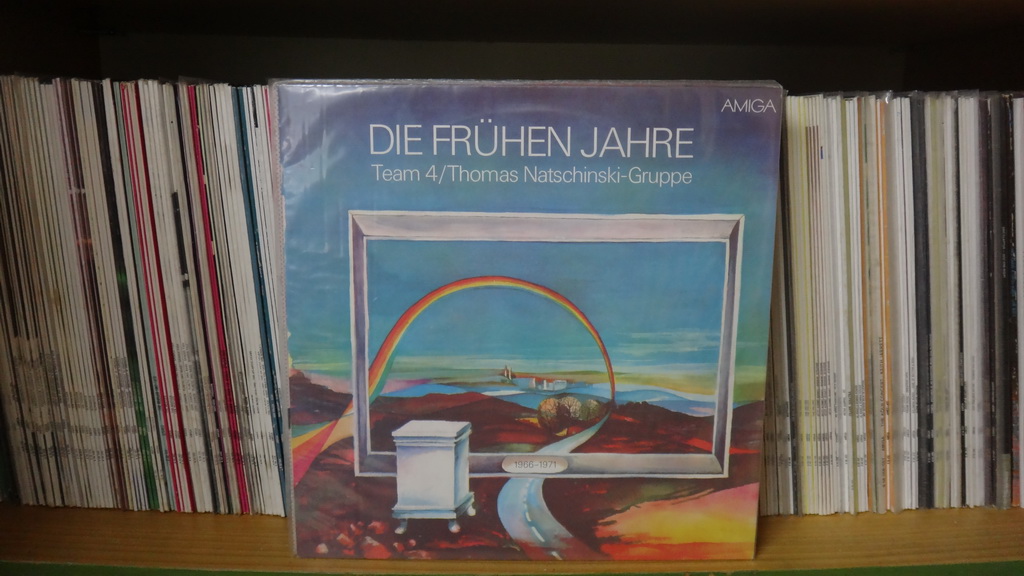 AMIGA
DIE FRÜHEN JAHRE
Team 4/Thomas Natschinski-Gruppe
1966-1971